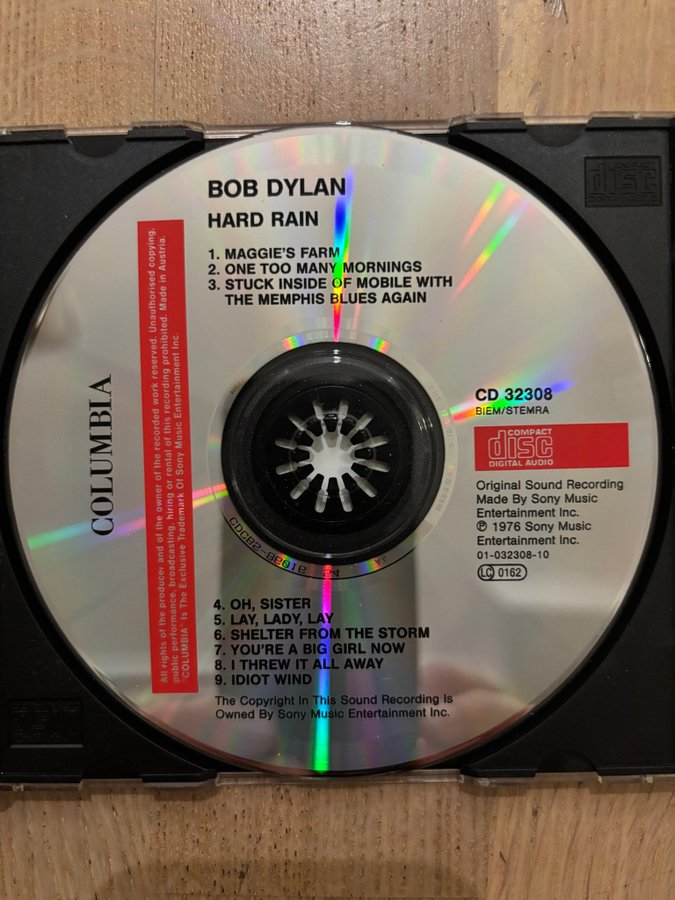 BOB DYLAN
HARD RAIN
1. MAGGIE'S FARM
2. ONE TOO MANY MORNINGS
3. STUCK INSIDE OF MOBILE WITH
THE MEMPHIS BLUES AGAIN
COLUMBIA
All rights of the producer and of the owner of the recorded work reserved. Unauthorised copying,
public performance, broadcasting, hiring or rental of this recording prohibited. Made in Austria.
"COLUMBIA" Is The Exclusive Trademark Of Sony Music Entertainment Inc.
CD 32308
BIEM/STEMRA
COMPACT
disc
DIGITAL AUDIO
Original Sound Recording
Made By Sony Music
Entertainment Inc.
℗ 1976 Sony Music
Entertainment Inc.
01-032308-10
LC 0162
4. OH, SISTER
5. LAY, LADY, LAY
6. SHELTER FROM THE STORM
7. YOU'RE A BIG GIRL NOW
8. I THREW IT ALL AWAY
9. IDIOT WIND
The Copyright In This Sound Recording Is
Owned By Sony Music Entertainment Inc.
disc